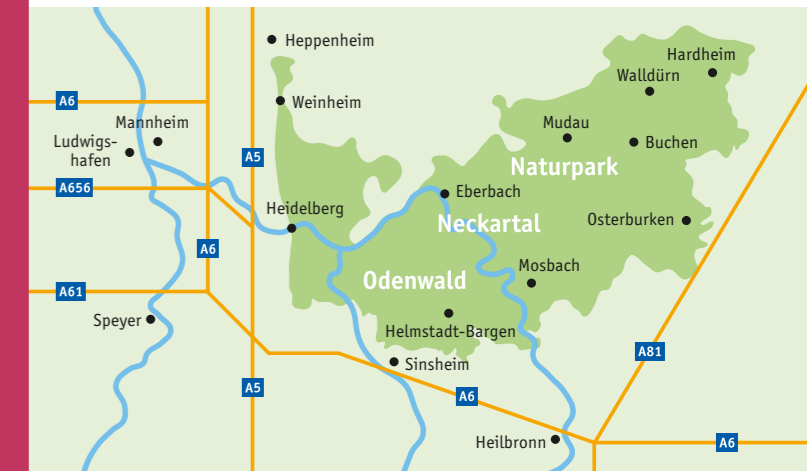 Heppenheim
Hardheim
Walldürn
A6
Weinheim
Mannheim
Mudau
Ludwigs-
hafen
Buchen
A5
Naturpark
A656
Eberbach
Heidelberg
Neckartal
Osterburken
A6
Mosbach
Odenwald
A61
Speyer
Helmstadt-Bargen
A81
Sinsheim
A5
A6
Heilbronn
A6